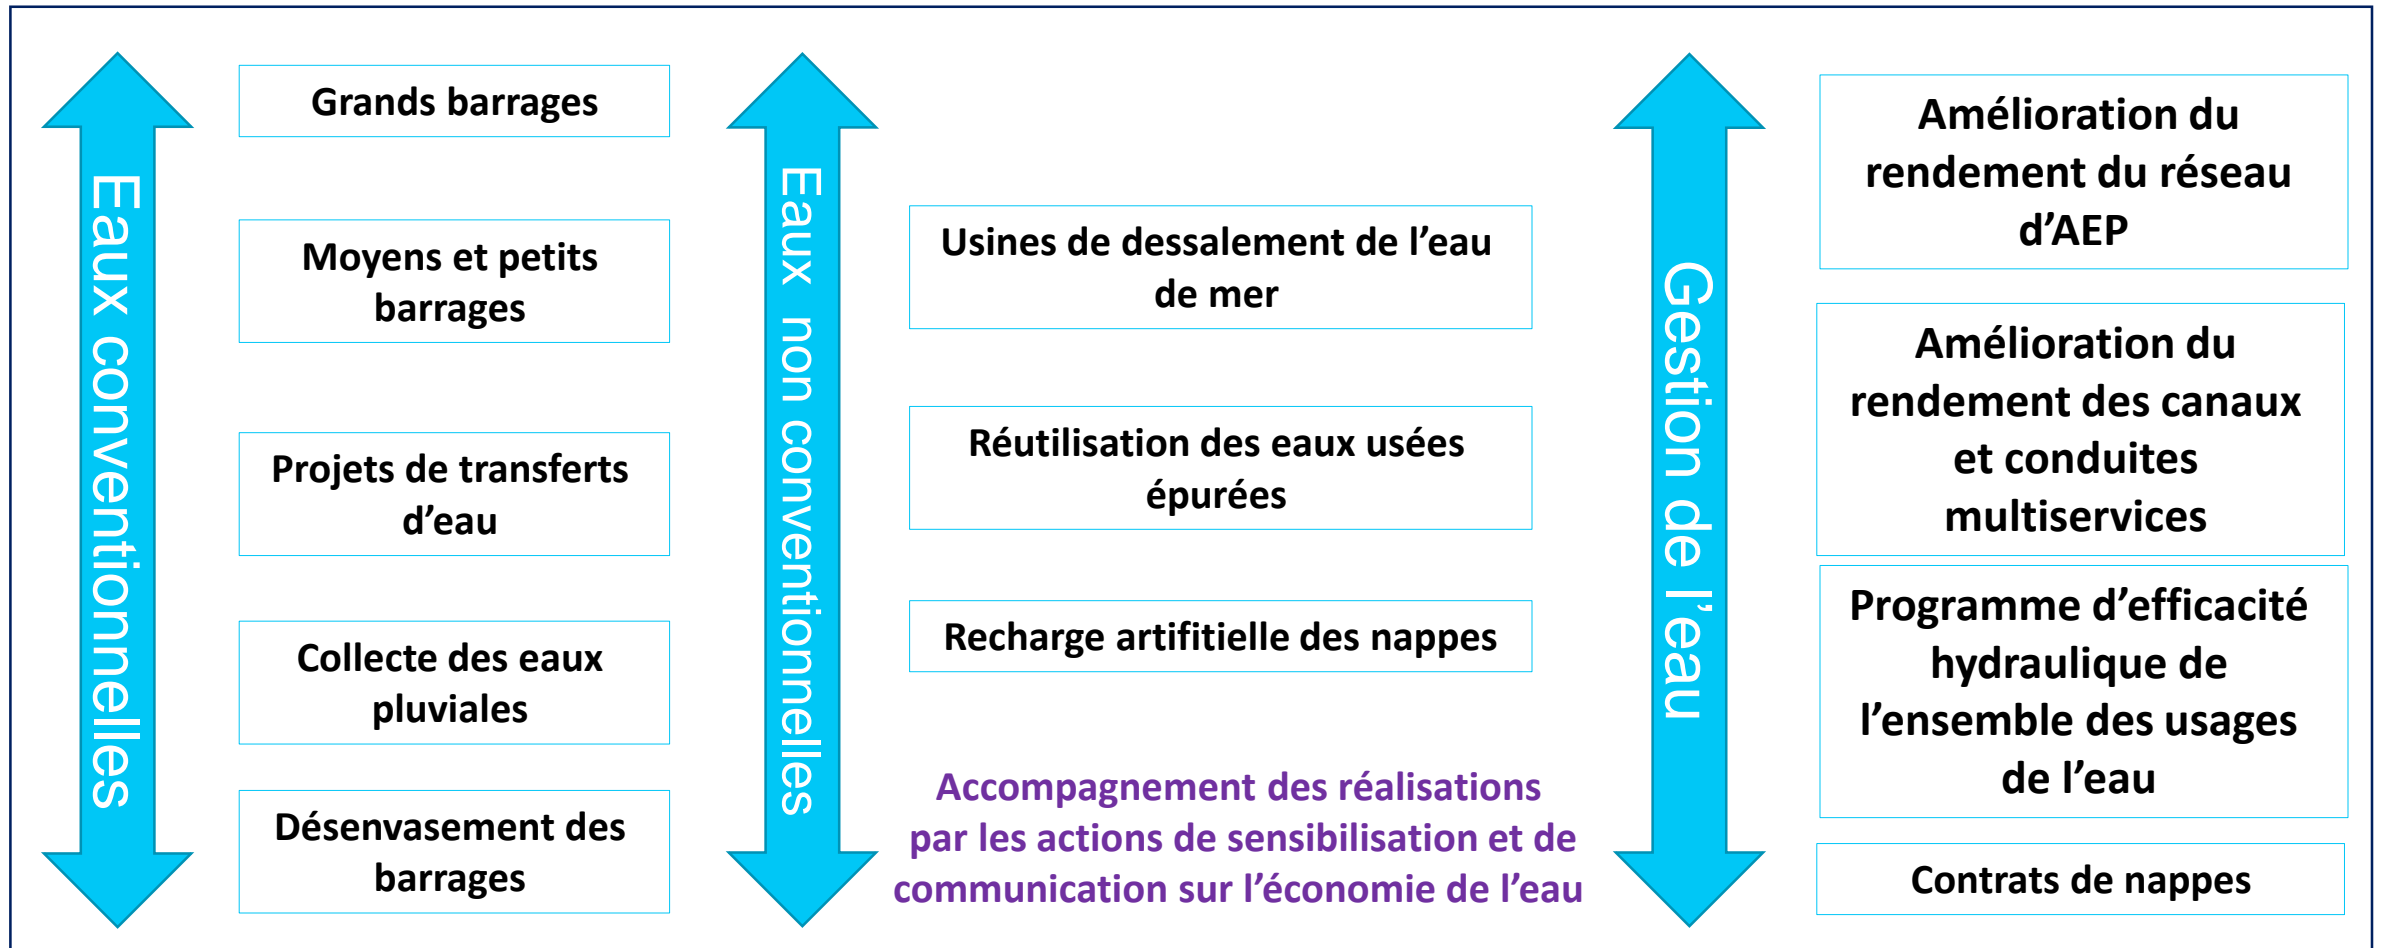 Eaux conventionnelles
Grands barrages
Moyens et petits
barrages
Projets de transferts
d’eau
Collecte des eaux
pluviales
Désenvasement des
barrages
Eaux non conventionnelles
Usines de dessalement de l’eau
de mer
Réutilisation des eaux usées
épurées
Recharge artifitielle des nappes
Accompagnement des réalisations
par les actions de sensibilisation et de
communication sur l’économie de l’eau
Gestion de l’eau
Amélioration du
rendement du réseau
d’AEP
Amélioration du
rendement des canaux
et conduites
multiservices
Programme d’efficacité
hydraulique de
l’ensemble des usages
de l’eau
Contrats de nappes